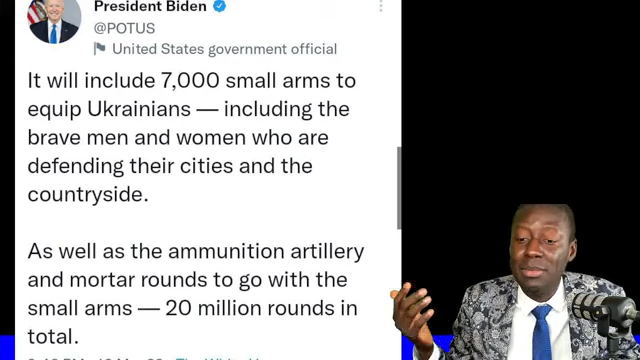 President Biden
@POTUS
United States government official
It will include 7,000 small arms to
equip Ukrainians — including the
brave men and women who are
defending their cities and the
countryside.
As well as the ammunition artillery
and mortar rounds to go with the
small arms — 20 million rounds in
total.